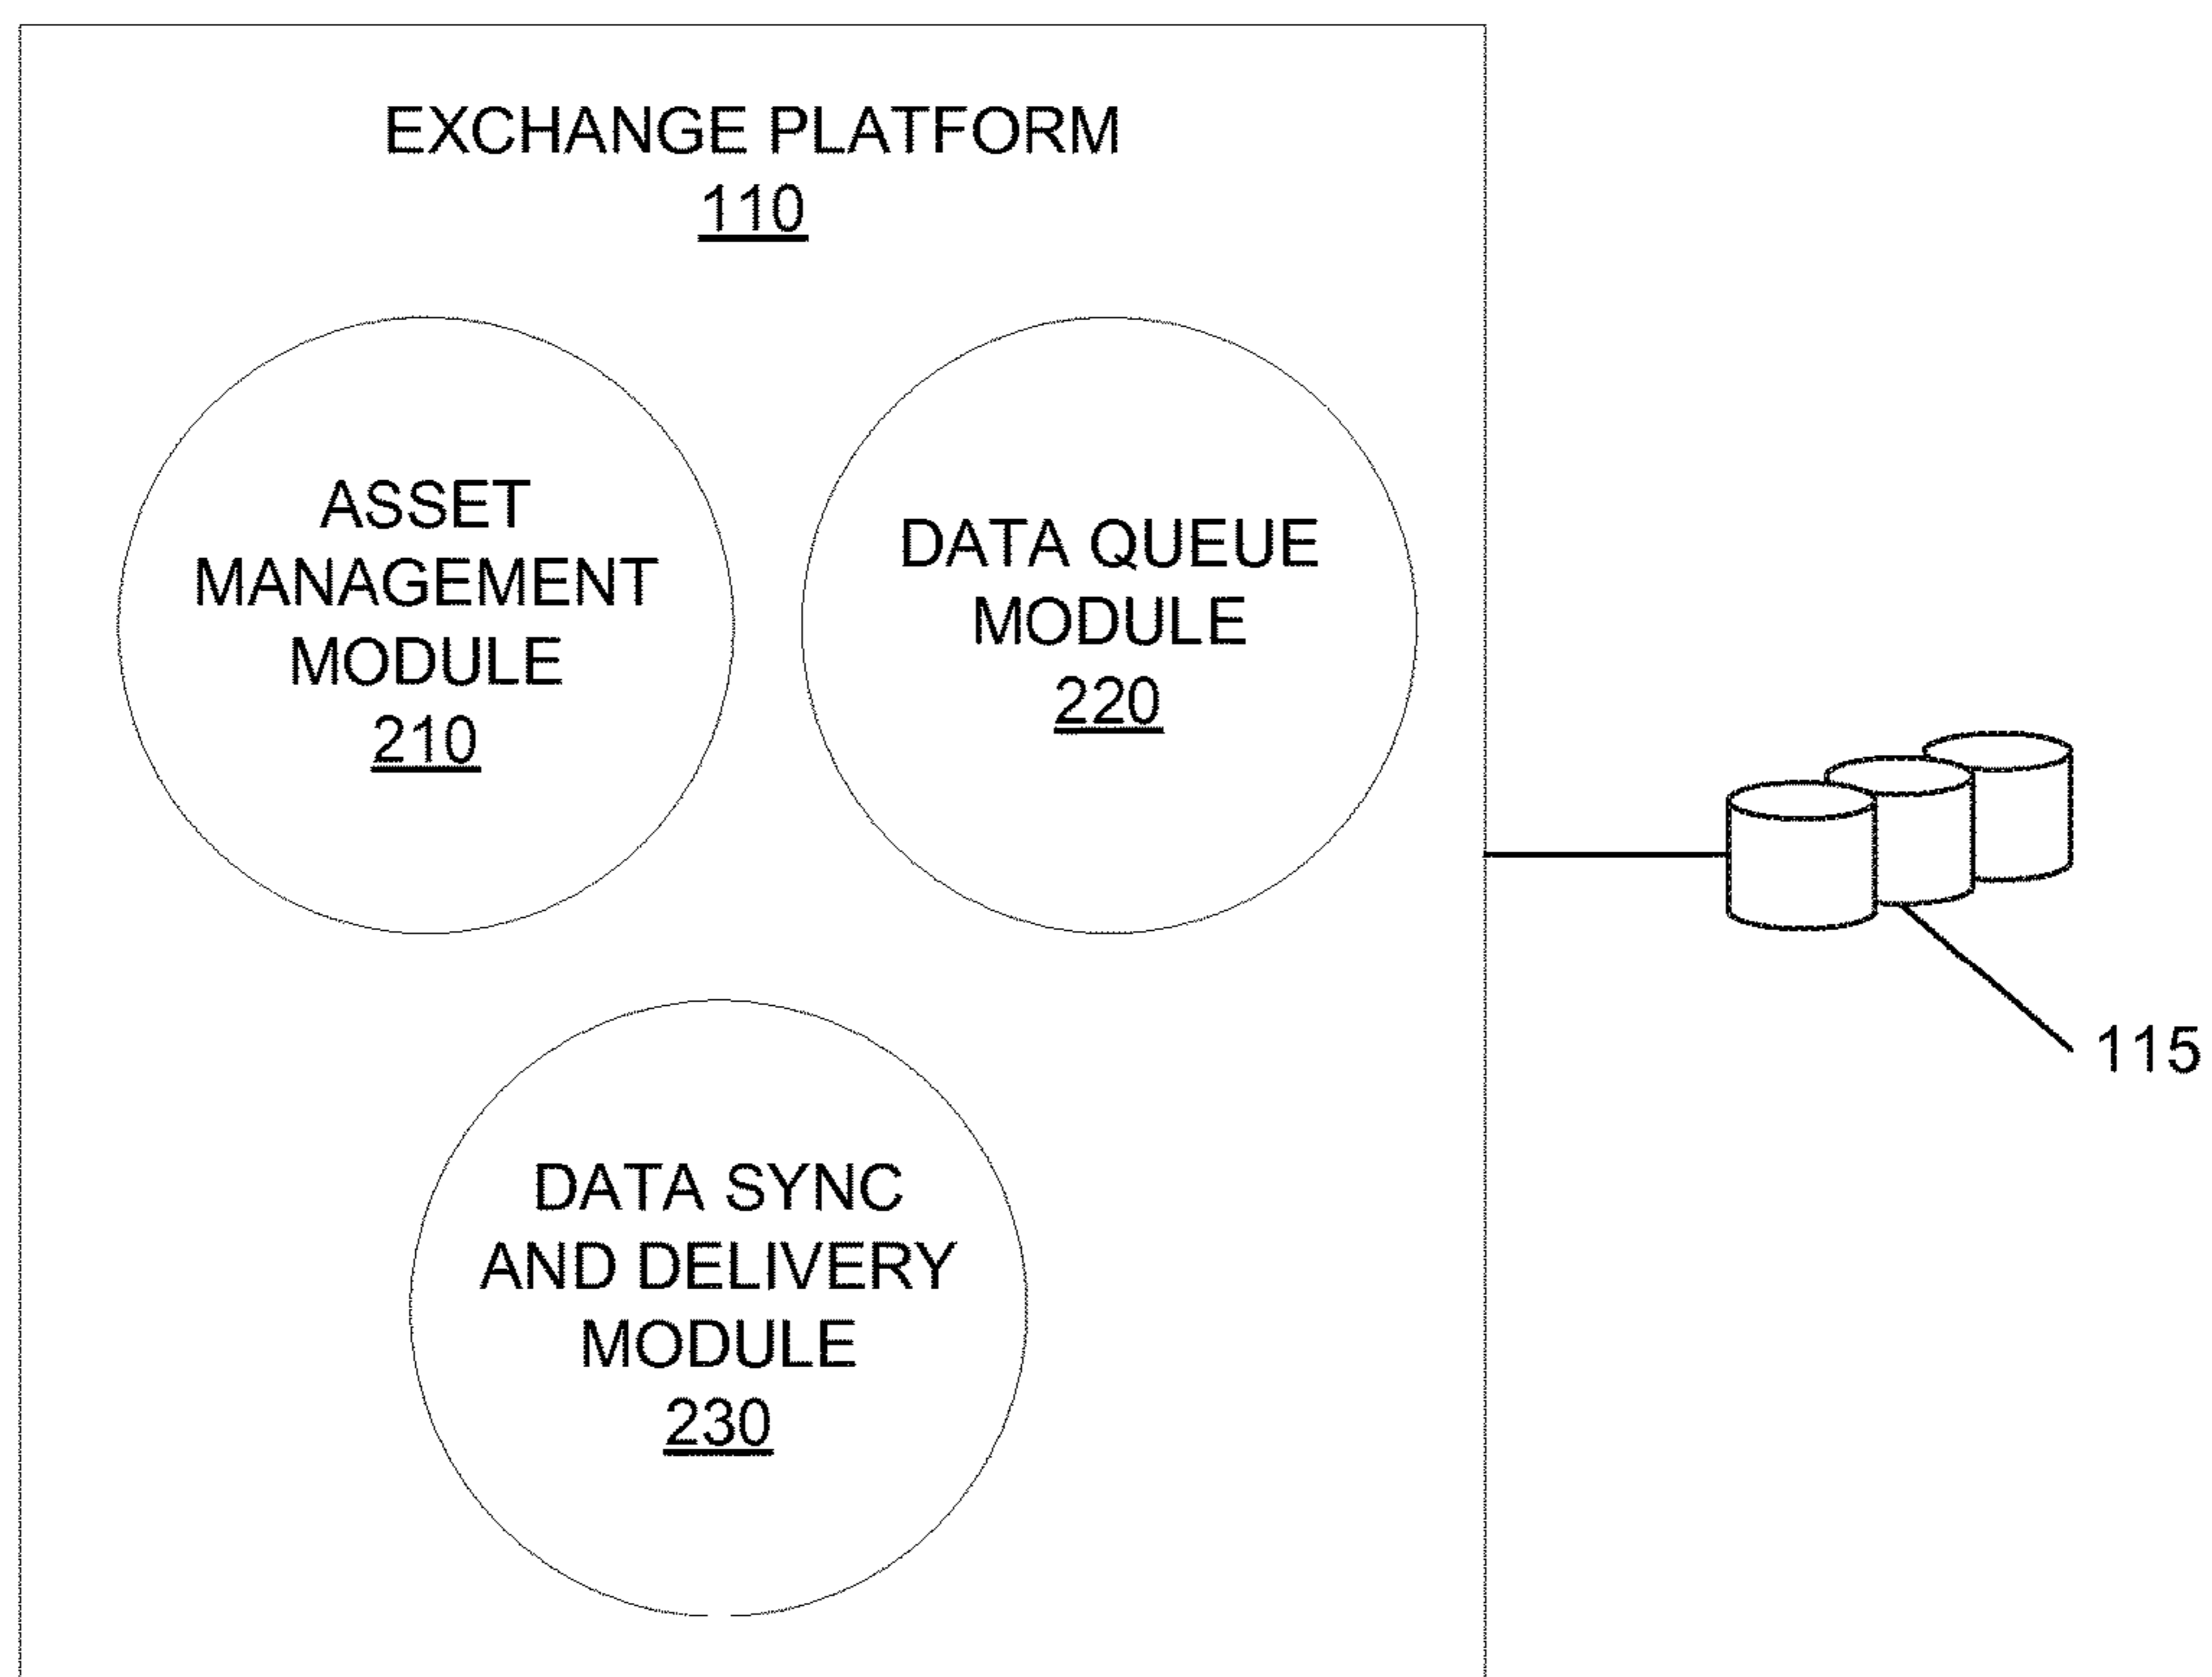 EXCHANGE PLATFORM
110
ASSET
MANAGEMENT
MODULE
210
DATA QUEUE
MODULE
220
115
DATA SYNC
AND DELIVERY
MODULE
230